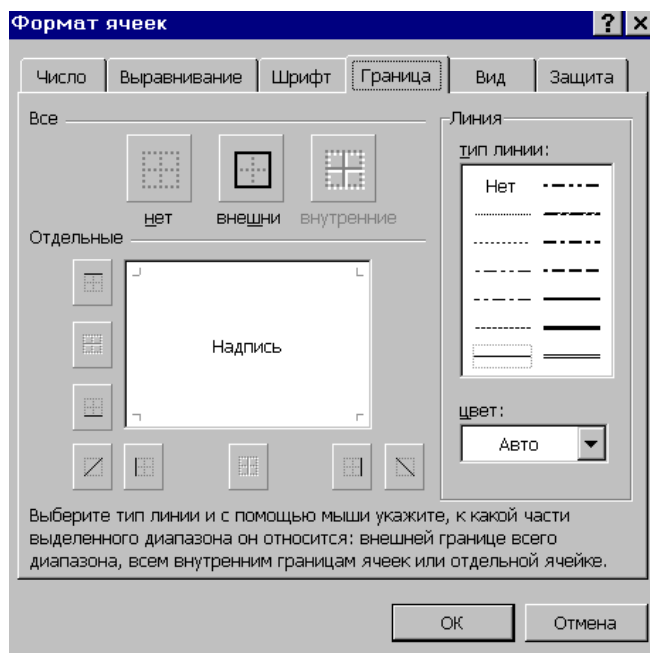 Формат ячеек
Число Выравнивание Шрифт Граница Вид Защита
Все
нет внешни внутренние
Отдельные
Надпись
Линия
тип линии:
Нет
цвет:
Авто
Выберите тип линии и с помощью мыши укажите, к какой части
выделенного диапазона он относится: внешней границе всего
диапазона, всем внутренним границам ячеек или отдельной ячейке.
ОК Отмена